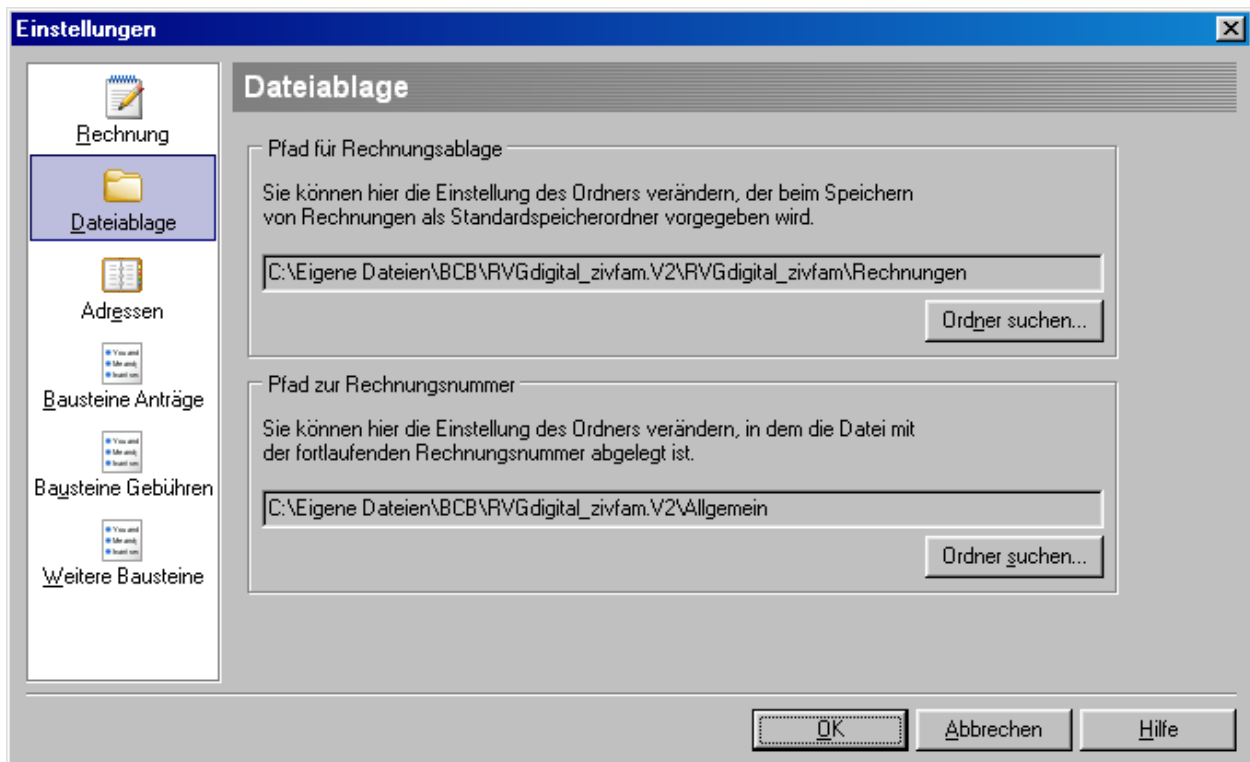 Einstellungen
Rechnung
Dateiablage
Adressen
Bausteine Anträge
Bausteine Gebühren
Weitere Bausteine
Dateiablage
Pfad für Rechnungsablage
Sie können hier die Einstellung des Ordners verändern, der beim Speichern
von Rechnungen als Standardspeicherordner vorgegeben wird.
C:\Eigene Dateien\BCB\RVGdigital_zivfam.V2\RVGdigital_zivfam\Rechnungen
Ordner suchen...
Pfad zur Rechnungsnummer
Sie können hier die Einstellung des Ordners verändern, in dem die Datei mit
der fortlaufenden Rechnungsnummer abgelegt ist.
C:\Eigene Dateien\BCB\RVGdigital_zivfam.V2\Allgemein
Ordner suchen...
OK
Abbrechen
Hilfe